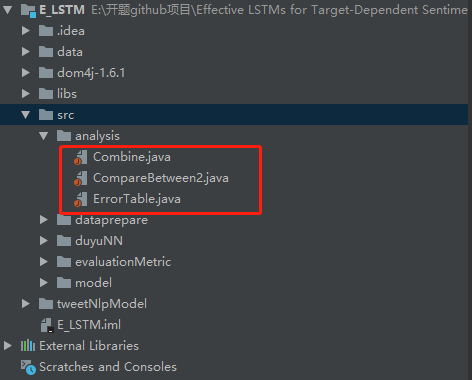 E_LSTM E:\开题github项目\Effective LSTMs for Target-Dependent Sentime
.idea
data
dom4j-1.6.1
libs
src
analysis
Combine.java
CompareBetween2.java
ErrorTable.java
dataprepare
duyuNN
evaluationMetric
model
tweetNlpModel
E_LSTM.iml
External Libraries
Scratches and Consoles